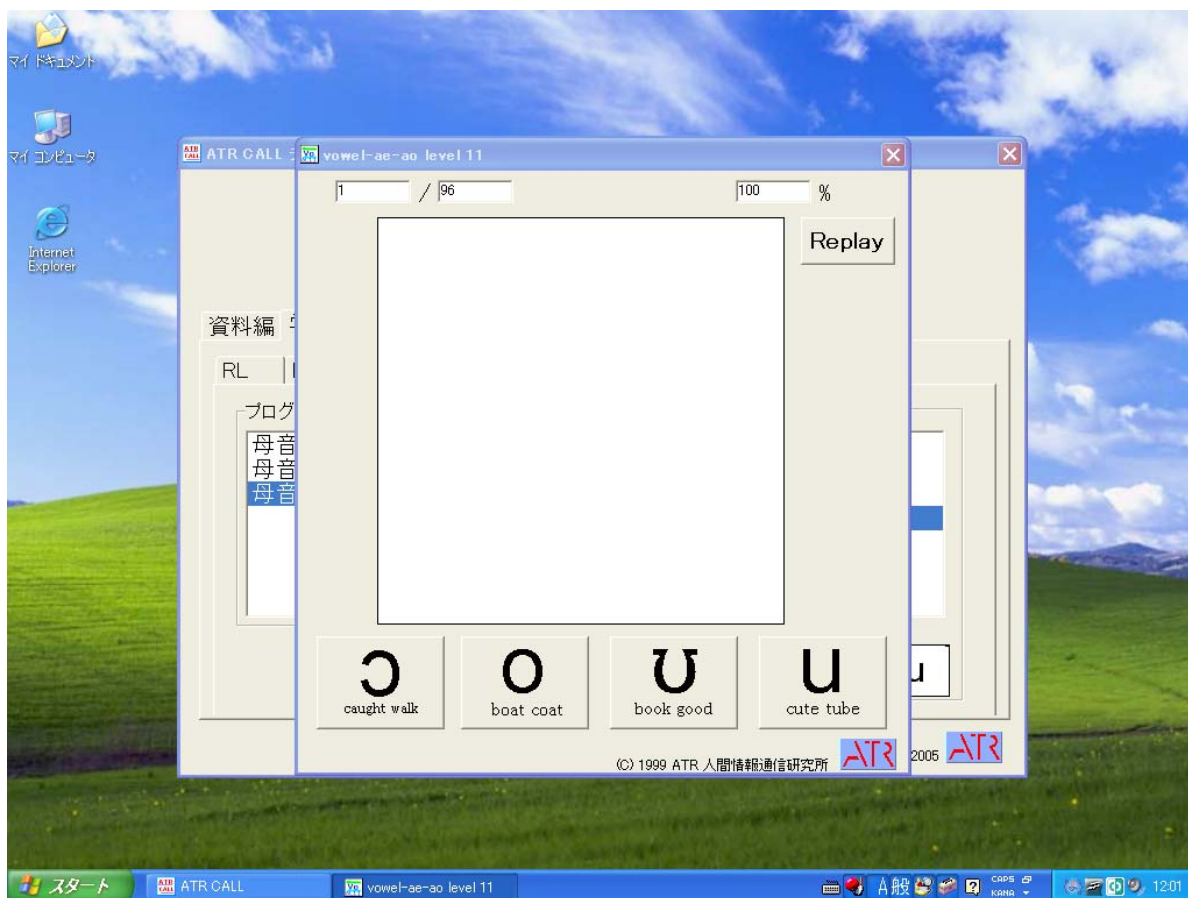 マイ ドキュメント
マイ コンピュータ
Internet
Explorer
ATR CALL
vowel-ae-ao level 11
1 / 96
100 %
Replay
資料編
RL
プログ
母音
母音
母音
ɔ
caught walk
o
boat coat
ʊ
book good
u
cute tube
u
(C) 1999 ATR 人間情報通信研究所
ATR
2005
ATR
スタート
ATR CALL
vowel-ae-ao level 11
A 般
CAPS
KANA
12:01